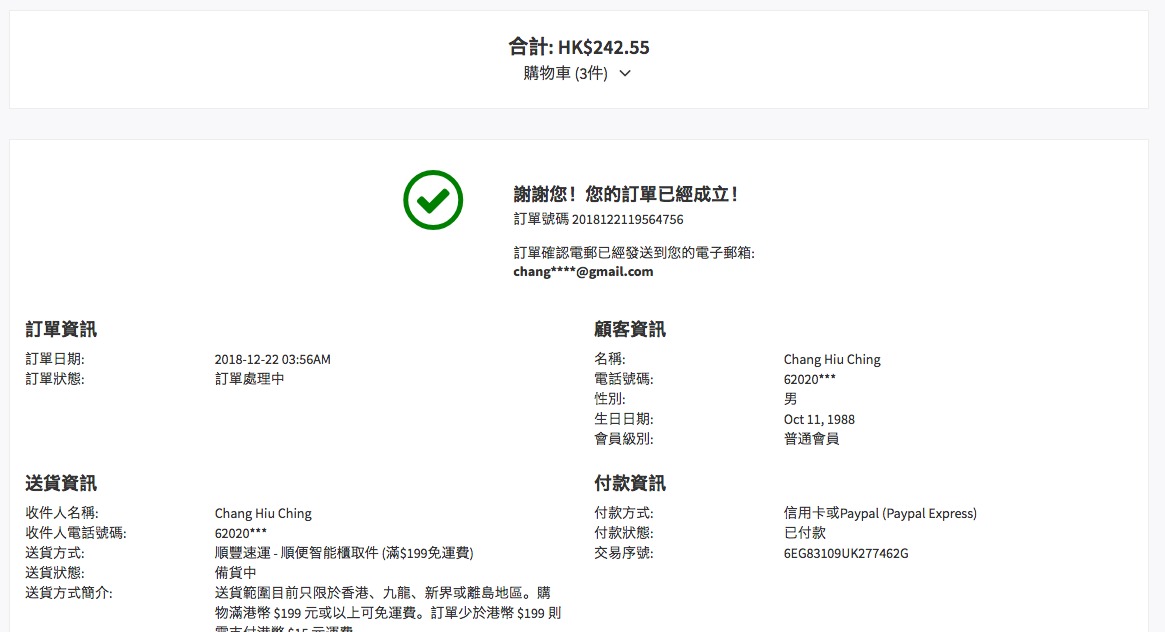 合計: HK$242.55
購物車 (3件)
謝謝您！您的訂單已經成立！
訂單號碼 2018122119564756
訂單確認電郵已經發送到您的電子郵箱:
chang****@gmail.com
訂單資訊
訂單日期: 2018-12-22 03:56AM
訂單狀態: 訂單處理中
顧客資訊
名稱: Chang Hiu Ching
電話號碼: 62020***
性別: 男
生日日期: Oct 11, 1988
會員級別: 普通會員
送貨資訊
收件人名稱: Chang Hiu Ching
收件人電話號碼: 62020***
送貨方式: 順豐速運 - 順便智能櫃取件 (滿$199免運費)
送貨狀態: 備貨中
送貨方式簡介: 送貨範圍目前只限於香港、九龍、新界或離島地區。購
物滿港幣 $199 元或以上可免運費。訂單少於港幣 $199 則
需支付港幣 $15 元運費
付款資訊
付款方式: 信用卡或Paypal (Paypal Express)
付款狀態: 已付款
交易序號: 6EG83109UK277462G